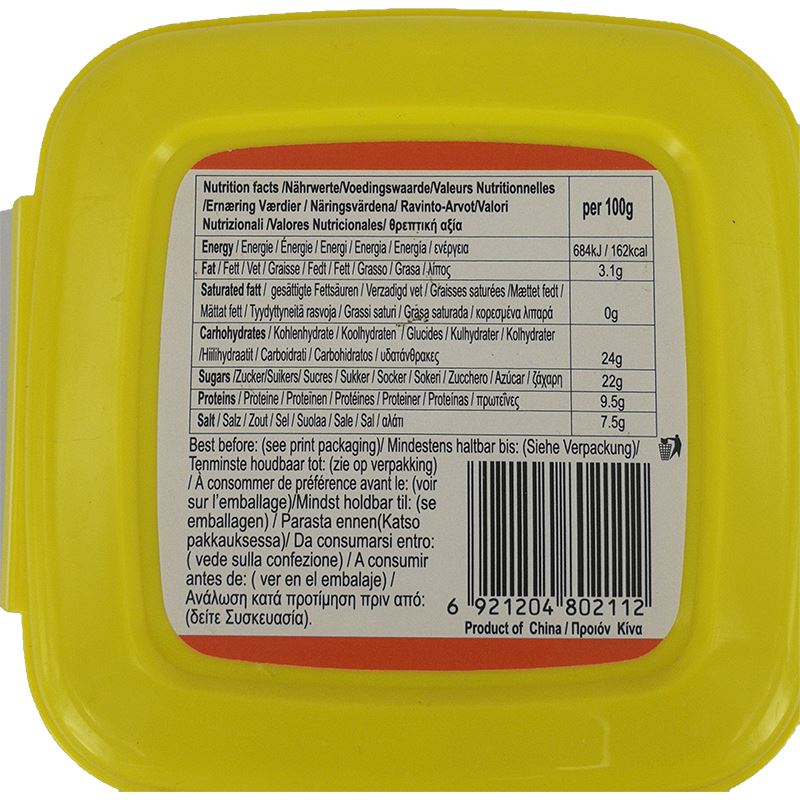 Nutrition facts /Nährwerte/Voedingswaarde/Valeurs Nutritionnelles
/Ernæring Værdier / Näringsvärdena/ Ravinto-Arvot/Valori
Nutrizionali /Valores Nutricionales/ θρεπτική αξία
per 100g
Energy / Energie / Énergie / Energi / Energia / Energía / ενέργεια
684kJ / 162kcal
Fat / Fett / Vet / Graisse / Fedt / Fett / Grasso / Grasa / λίπος
3.1g
Saturated fatt / gesättigte Fettsäuren / Verzadigd vet / Graisses saturées /Mættet fedt /
Mättat fett / Tyydyttyneitä rasvoja / Grassi saturi / Grasa saturada / κορεσμένα λιπαρά
0g
Carbohydrates / Kohlenhydrate / Koolhydraten / Glucides / Kulhydrater / Kolhydrater
/Hiilihydraatit / Carboidrati / Carbohidratos / υδατάνθρακες
24g
Sugars /Zucker/Suikers/ Sucres / Sukker / Socker / Sokeri / Zucchero / Azúcar / ζάχαρη
22g
Proteins / Proteine / Proteïnen / Protéines / Proteiner / Proteínas / πρωτεΐνες
9.5g
Salt / Salz / Zout / Sel / Suolaa / Sale / Sal / αλάτι
7.5g
Best before: (see print packaging)/ Mindestens haltbar bis: (Siehe Verpackung)/
Tenminste houdbaar tot: (zie op verpakking)
/ À consommer de préférence avant le: (voir
sur l'emballage)/Mindst holdbar til: (se
emballagen) / Parasta ennen(Katso
pakkauksessa)/ Da consumarsi entro:
( vede sulla confezione) / A consumir
antes de: ( ver en el embalaje) /
Ανάλωση κατά προτίμηση πριν από:
(δείτε Συσκευασία).
6 921204 802112
Product of China / Προιόν Κίνα